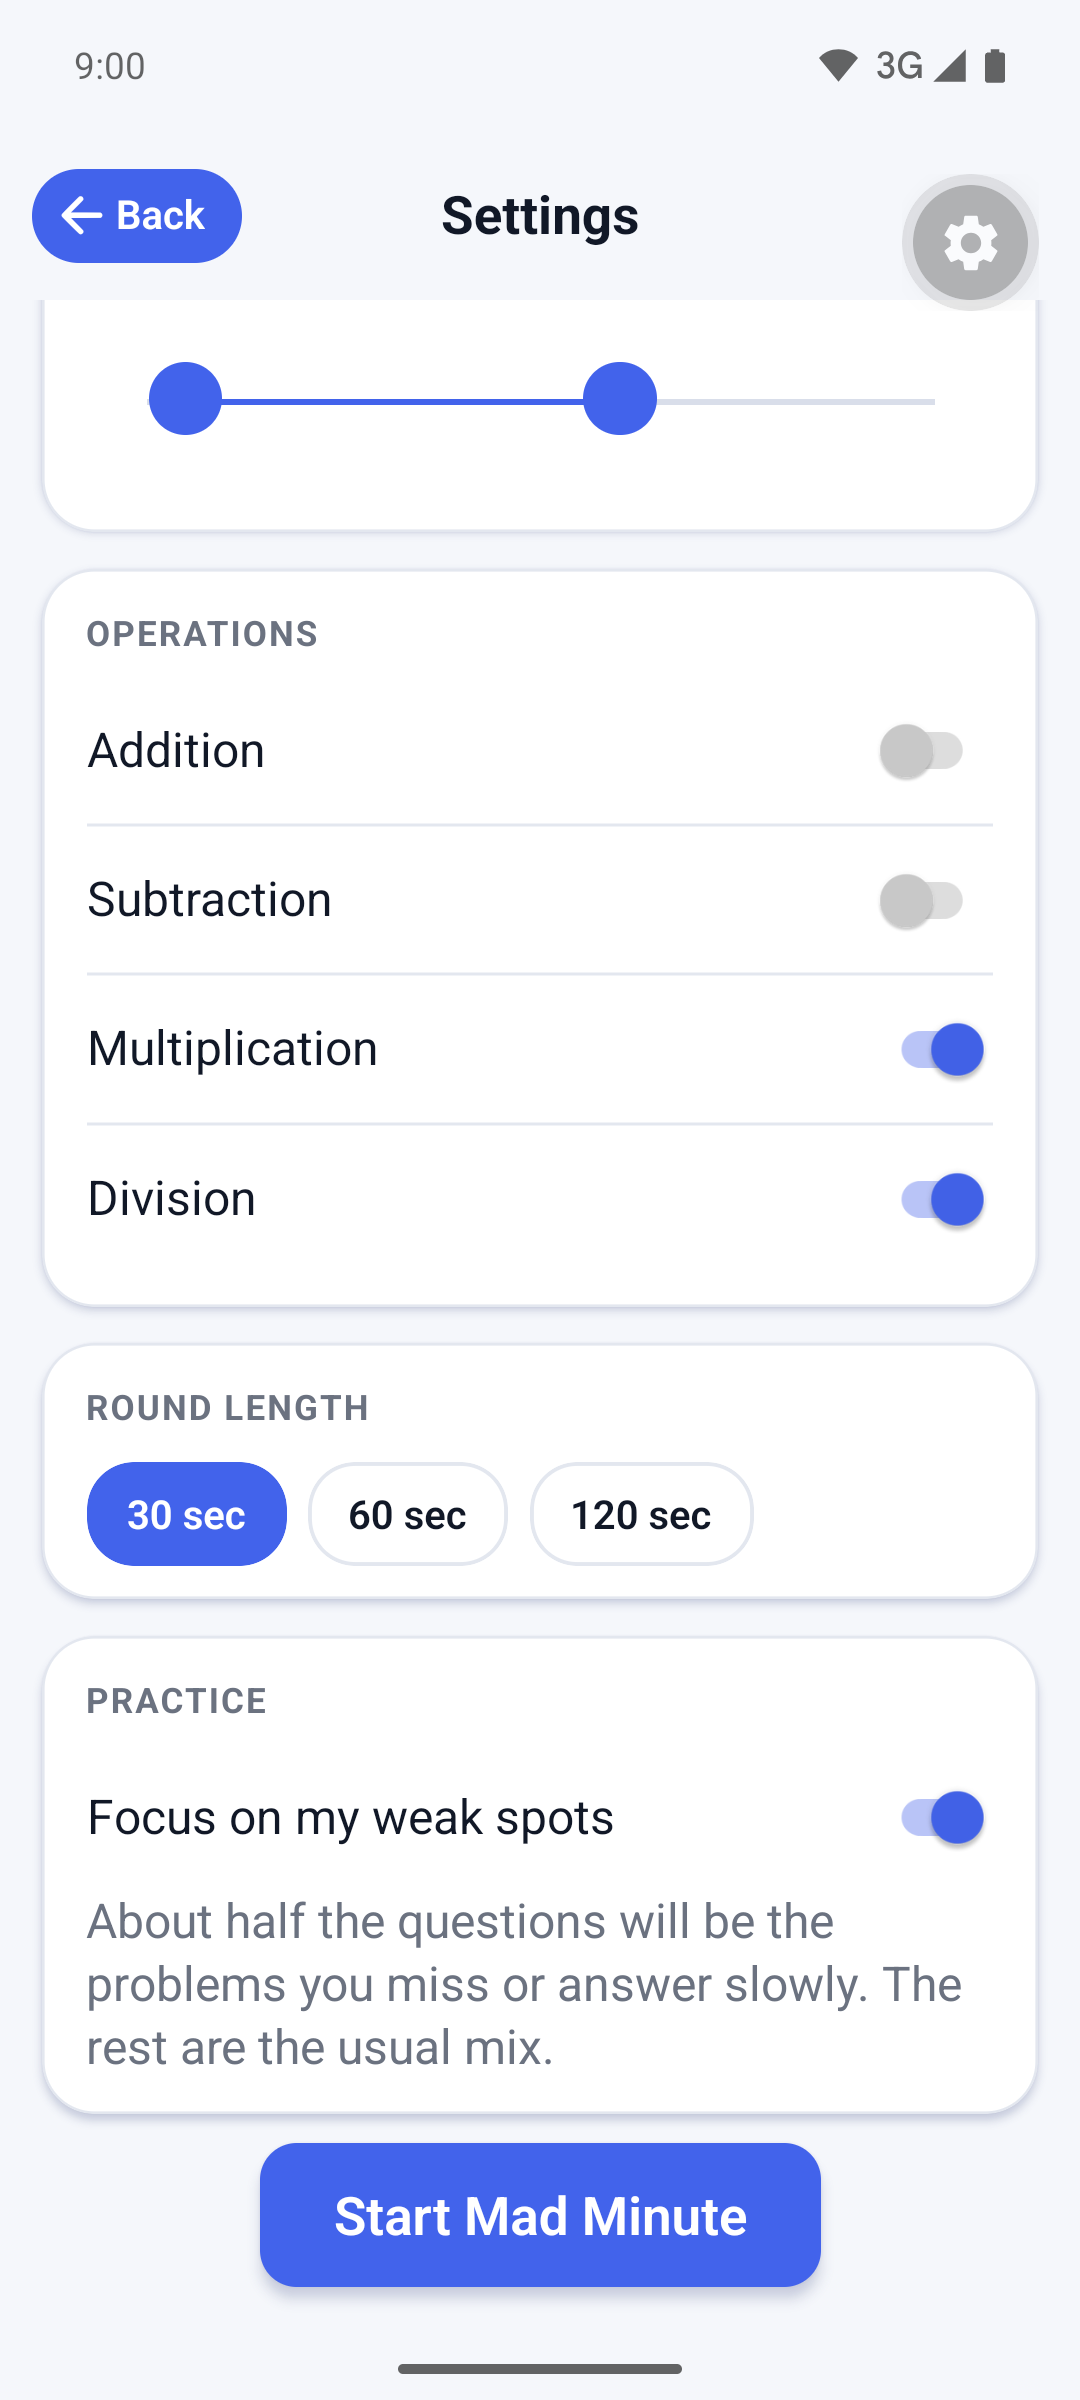 9:00
3G
Back
Settings
OPERATIONS
Addition
Subtraction
Multiplication
Division
ROUND LENGTH
30 sec
60 sec
120 sec
PRACTICE
Focus on my weak spots
About half the questions will be the
problems you miss or answer slowly. The
rest are the usual mix.
Start Mad Minute